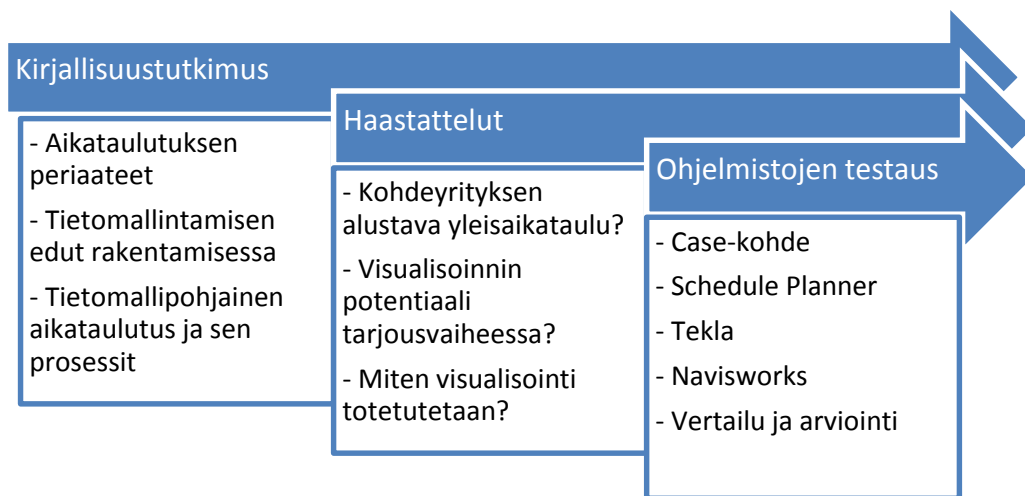 Kirjallisuustutkimus
- Aikataulutuksen
periaateet
- Tietomallintamisen
edut rakentamisessa
- Tietomallipohjainen
aikataulutus ja sen
prosessit
Haastattelut
- Kohdeyrityksen
alustava yleisaikataulu?
- Visualisoinnin
potentiaali
tarjousvaiheessa?
- Miten visualisointi
totetutetaan?
Ohjelmistojen testaus
- Case-kohde
- Schedule Planner
- Tekla
- Navisworks
- Vertailu ja arviointi